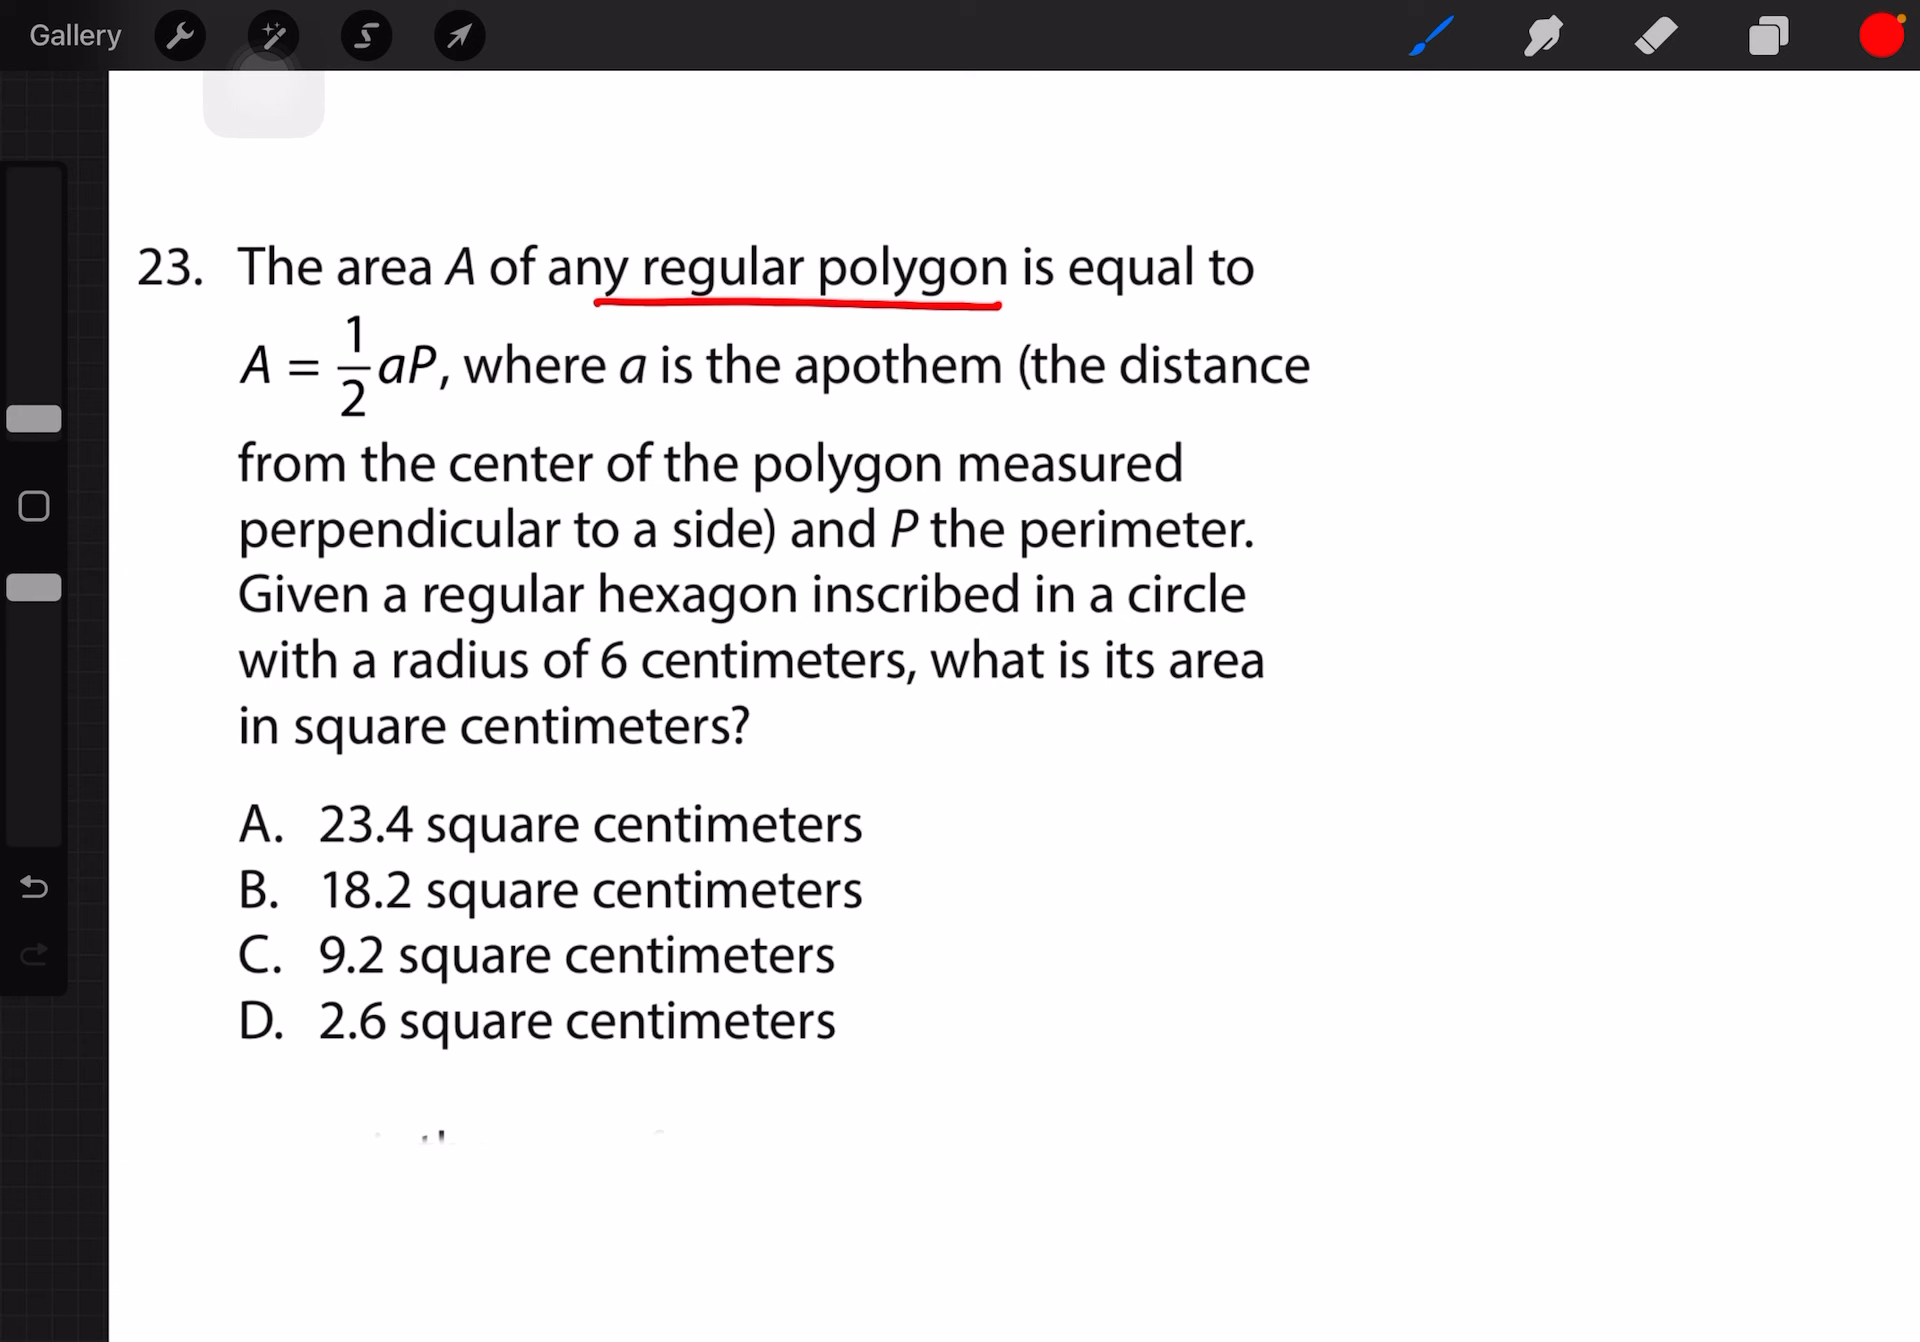 Gallery
23. The area A of any regular polygon is equal to
A = 1/2 aP, where a is the apothem (the distance
from the center of the polygon measured
perpendicular to a side) and P the perimeter.
Given a regular hexagon inscribed in a circle
with a radius of 6 centimeters, what is its area
in square centimeters?
A. 23.4 square centimeters
B. 18.2 square centimeters
C. 9.2 square centimeters
D. 2.6 square centimeters